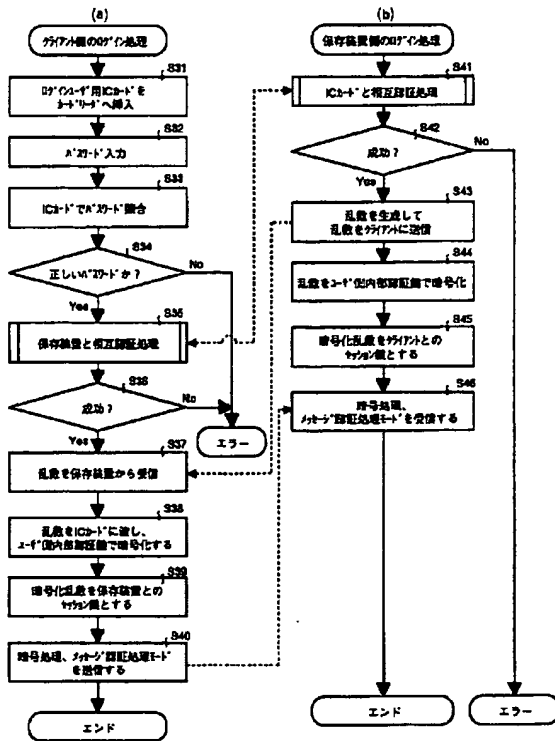 (a)
クライアント側のログイン処理
S31
ログインユーザ用ICカードを
カードリーダへ挿入
S32
パスワード入力
S33
ICカードでパスワード照合
S34
正しいパスワードか?
No
Yes
S35
保存装置と相互認証処理
S36
成功?
No
Yes
エラー
S37
乱数を保存装置から受信
S38
乱数をICカードに渡し、
ユーザ側内部認証鍵で暗号化する
S39
暗号化乱数を保存装置との
セッション鍵とする
S40
暗号処理、メッセージ認証処理モード
を送信する
エンド
(b)
保存装置側のログイン処理
S41
ICカードと相互認証処理
S42
成功?
No
Yes
S43
乱数を生成して
乱数をクライアントに送信
S44
乱数をユーザ側内部認証鍵で暗号化
S45
暗号化乱数をクライアントとの
セッション鍵とする
S46
暗号処理、
メッセージ認証処理モードを受信する
エンド
エラー